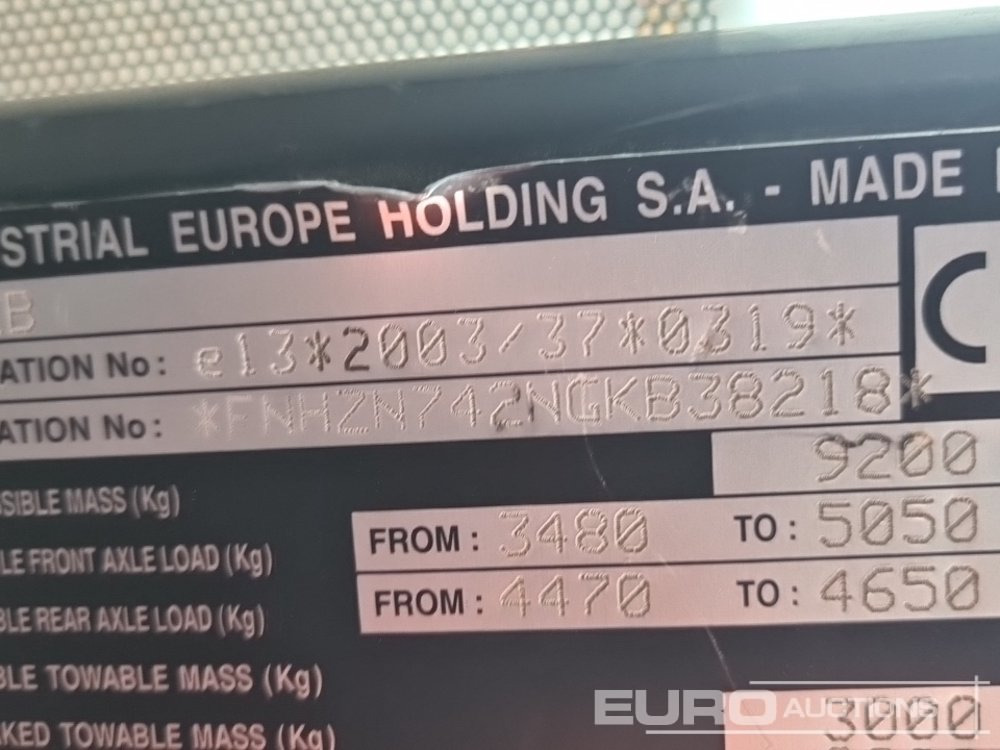 STRIAL EUROPE HOLDING S.A. - MADE
B
ATION No: e13*2003/37*0319*
ATION No: *FNHZN742NGKB38218*
SIBLE MASS (Kg) 9200
LE FRONT AXLE LOAD (Kg) FROM: 3480 TO: 5050
BLE REAR AXLE LOAD (Kg) FROM: 4470 TO: 4650
BLE TOWABLE MASS (Kg)
KED TOWABLE MASS (Kg) 3000
EURO AUCTIONS